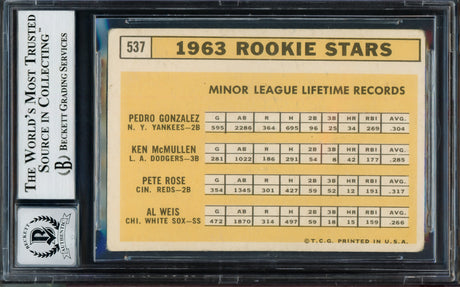 THE WORLD'S MOST TRUSTED
SOURCE IN COLLECTING™
BECKETT GRADING SERVICES
B
BECKETT
AUTHENTIC
537
1963 ROOKIE STARS
MINOR LEAGUE LIFETIME RECORDS
PEDRO GONZALEZ G AB R H 2B 3B HR RBI AVG.
N. Y. YANKEES—2B 595 2286 364 695 96 25 34 269 .304
KEN McMULLEN G AB R H 2B 3B HR RBI AVG.
L. A. DODGERS—3B 281 1022 186 291 54 8 42 177 .285
PETE ROSE G AB R H 2B 3B HR RBI AVG.
CIN. REDS—2B 354 1345 301 427 59 52 12 191 .317
AL WEIS G AB R H 2B 3B HR RBI AVG.
CHI. WHITE SOX—SS 472 1870 314 497 18 15 159 .266
© T.C.G. PRINTED IN U.S.A.